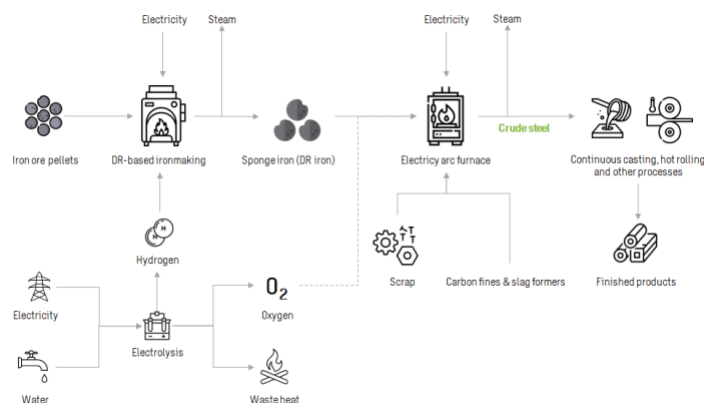 Electricity
Steam
Electricity
Steam
Crude steel
Iron ore pellets
DR-based ironmaking
Sponge iron (DR iron)
Electricy arc furnace
Continuous casting, hot rolling
and other processes
H
H
Hydrogen
Scrap
Carbon fines & slag formers
Finished products
Electricity
O₂
Oxygen
Electrolysis
Water
Waste heat